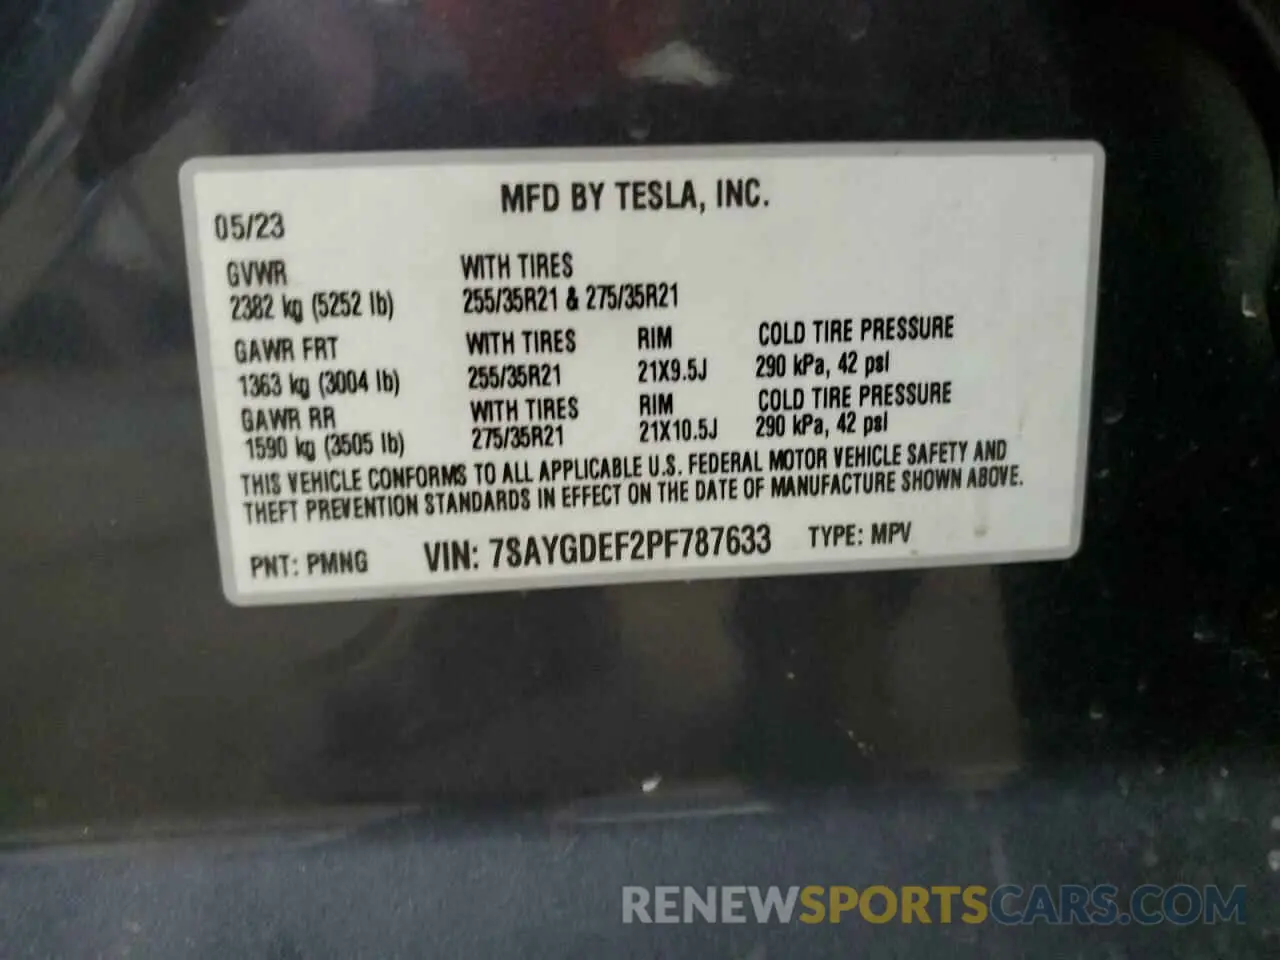 MFD BY TESLA, INC.
05/23
GVWR WITH TIRES
2382 kg (5252 lb) 255/35R21 & 275/35R21
GAWR FRT WITH TIRES RIM COLD TIRE PRESSURE
1363 kg (3004 lb) 255/35R21 21X9.5J 290 kPa, 42 psi
GAWR RR WITH TIRES RIM COLD TIRE PRESSURE
1590 kg (3505 lb) 275/35R21 21X10.5J 290 kPa, 42 psi
THIS VEHICLE CONFORMS TO ALL APPLICABLE U.S. FEDERAL MOTOR VEHICLE SAFETY AND
THEFT PREVENTION STANDARDS IN EFFECT ON THE DATE OF MANUFACTURE SHOWN ABOVE.
PNT: PMNG VIN: 7SAYGDEF2PF787633 TYPE: MPV
RENEWSPORTSCARS.COM